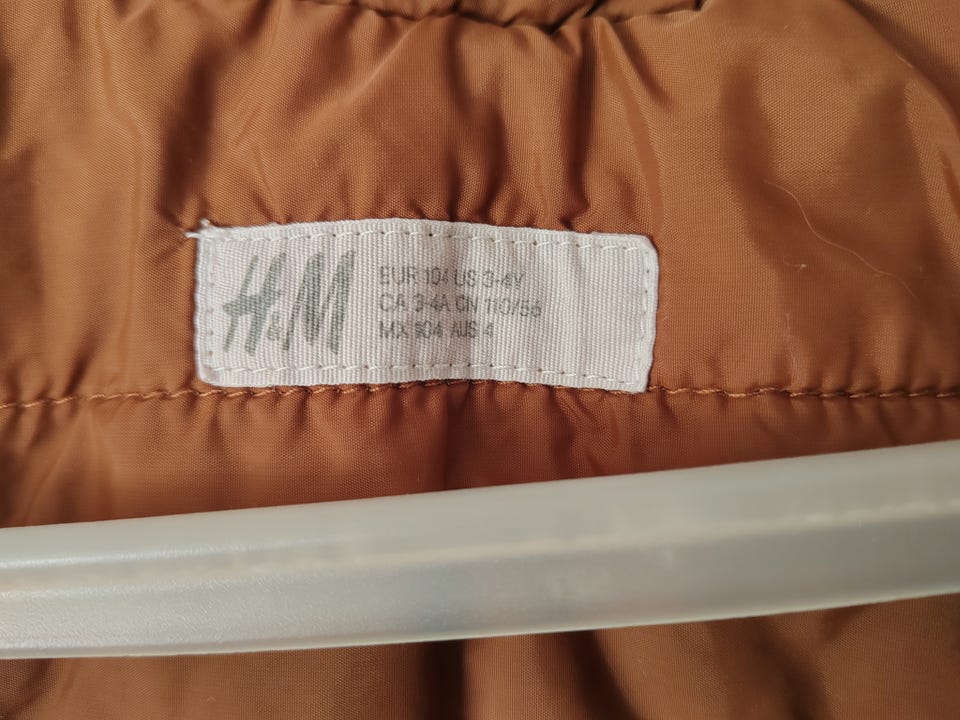 H&M
EUR 104 US 3-4Y
CA 3-4A CN 110/56
MX 104 AUS 4